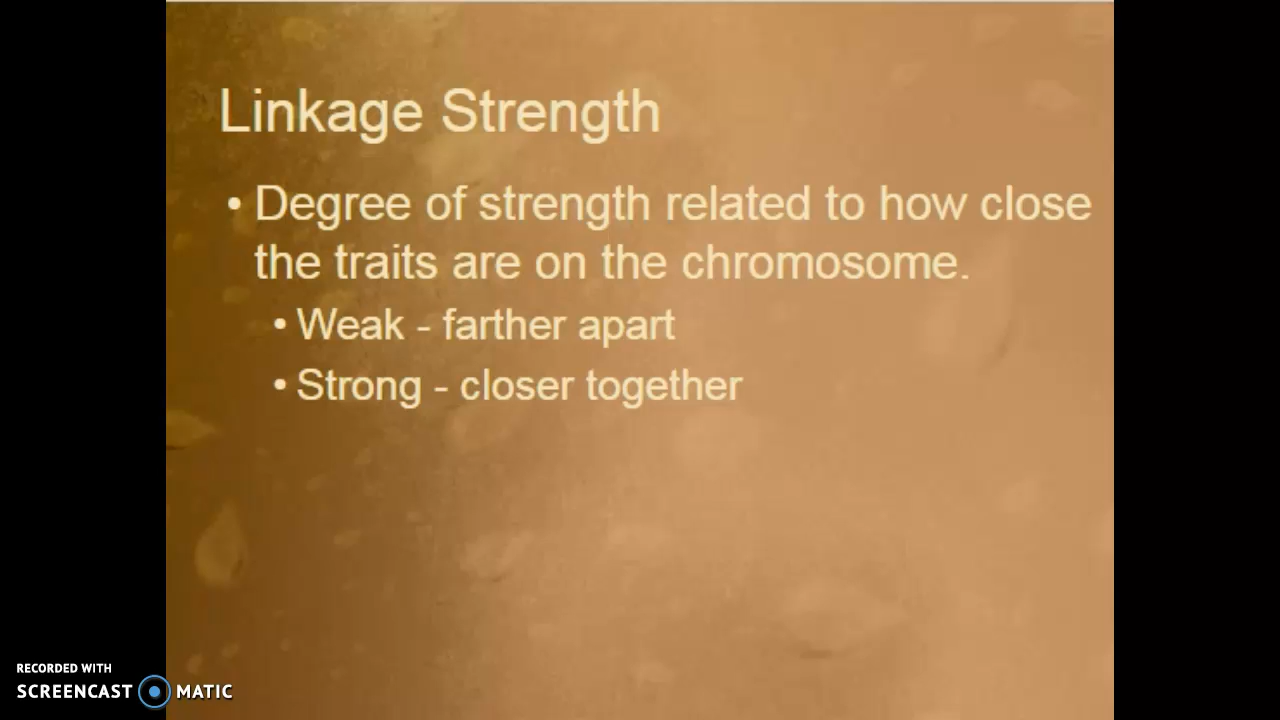 Linkage Strength
• Degree of strength related to how close
the traits are on the chromosome.
• Weak - farther apart
• Strong - closer together
RECORDED WITH
SCREENCAST MATIC